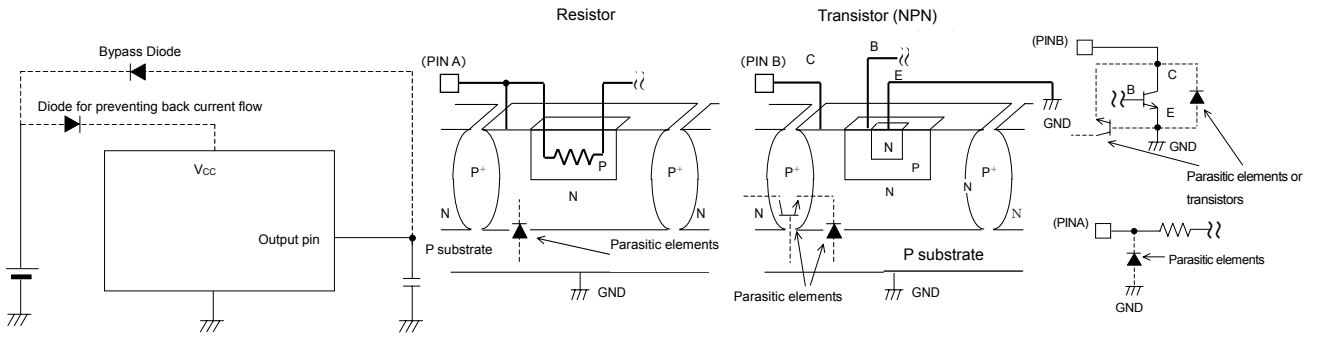 Bypass Diode
Diode for preventing back current flow
VCC
Output pin
Resistor
(PIN A)
P+
P
P+
N
N
N
P substrate
Parasitic elements
GND
Transistor (NPN)
(PIN B)
C
B
E
GND
P+
N
P
N
N
P+
N
N
P substrate
Parasitic elements
GND
(PINB)
C
B
E
GND
Parasitic elements or
transistors
(PINA)
Parasitic elements
GND